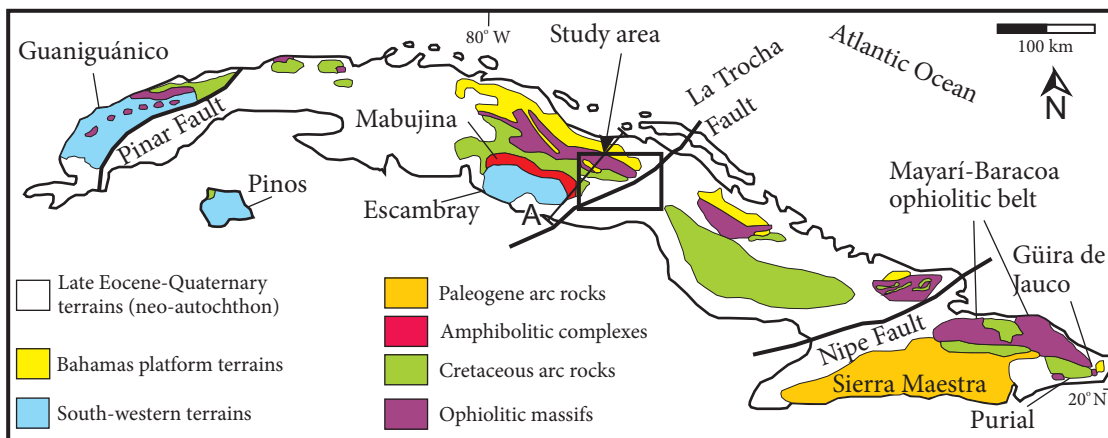 80° W
Study area
Atlantic Ocean
100 km
N
Guaniguánico
La Trocha
Fault
Pinar Fault
Mabujina
Pinos
Escambray
A
Mayarí-Baracoa
ophiolitic belt
Güira de
Jauco
Nipe Fault
Sierra Maestra
Purial
20° N
Late Eocene-Quaternary
terrains (neo-autochthon)
Bahamas platform terrains
South-western terrains
Paleogene arc rocks
Amphibolitic complexes
Cretaceous arc rocks
Ophiolitic massifs